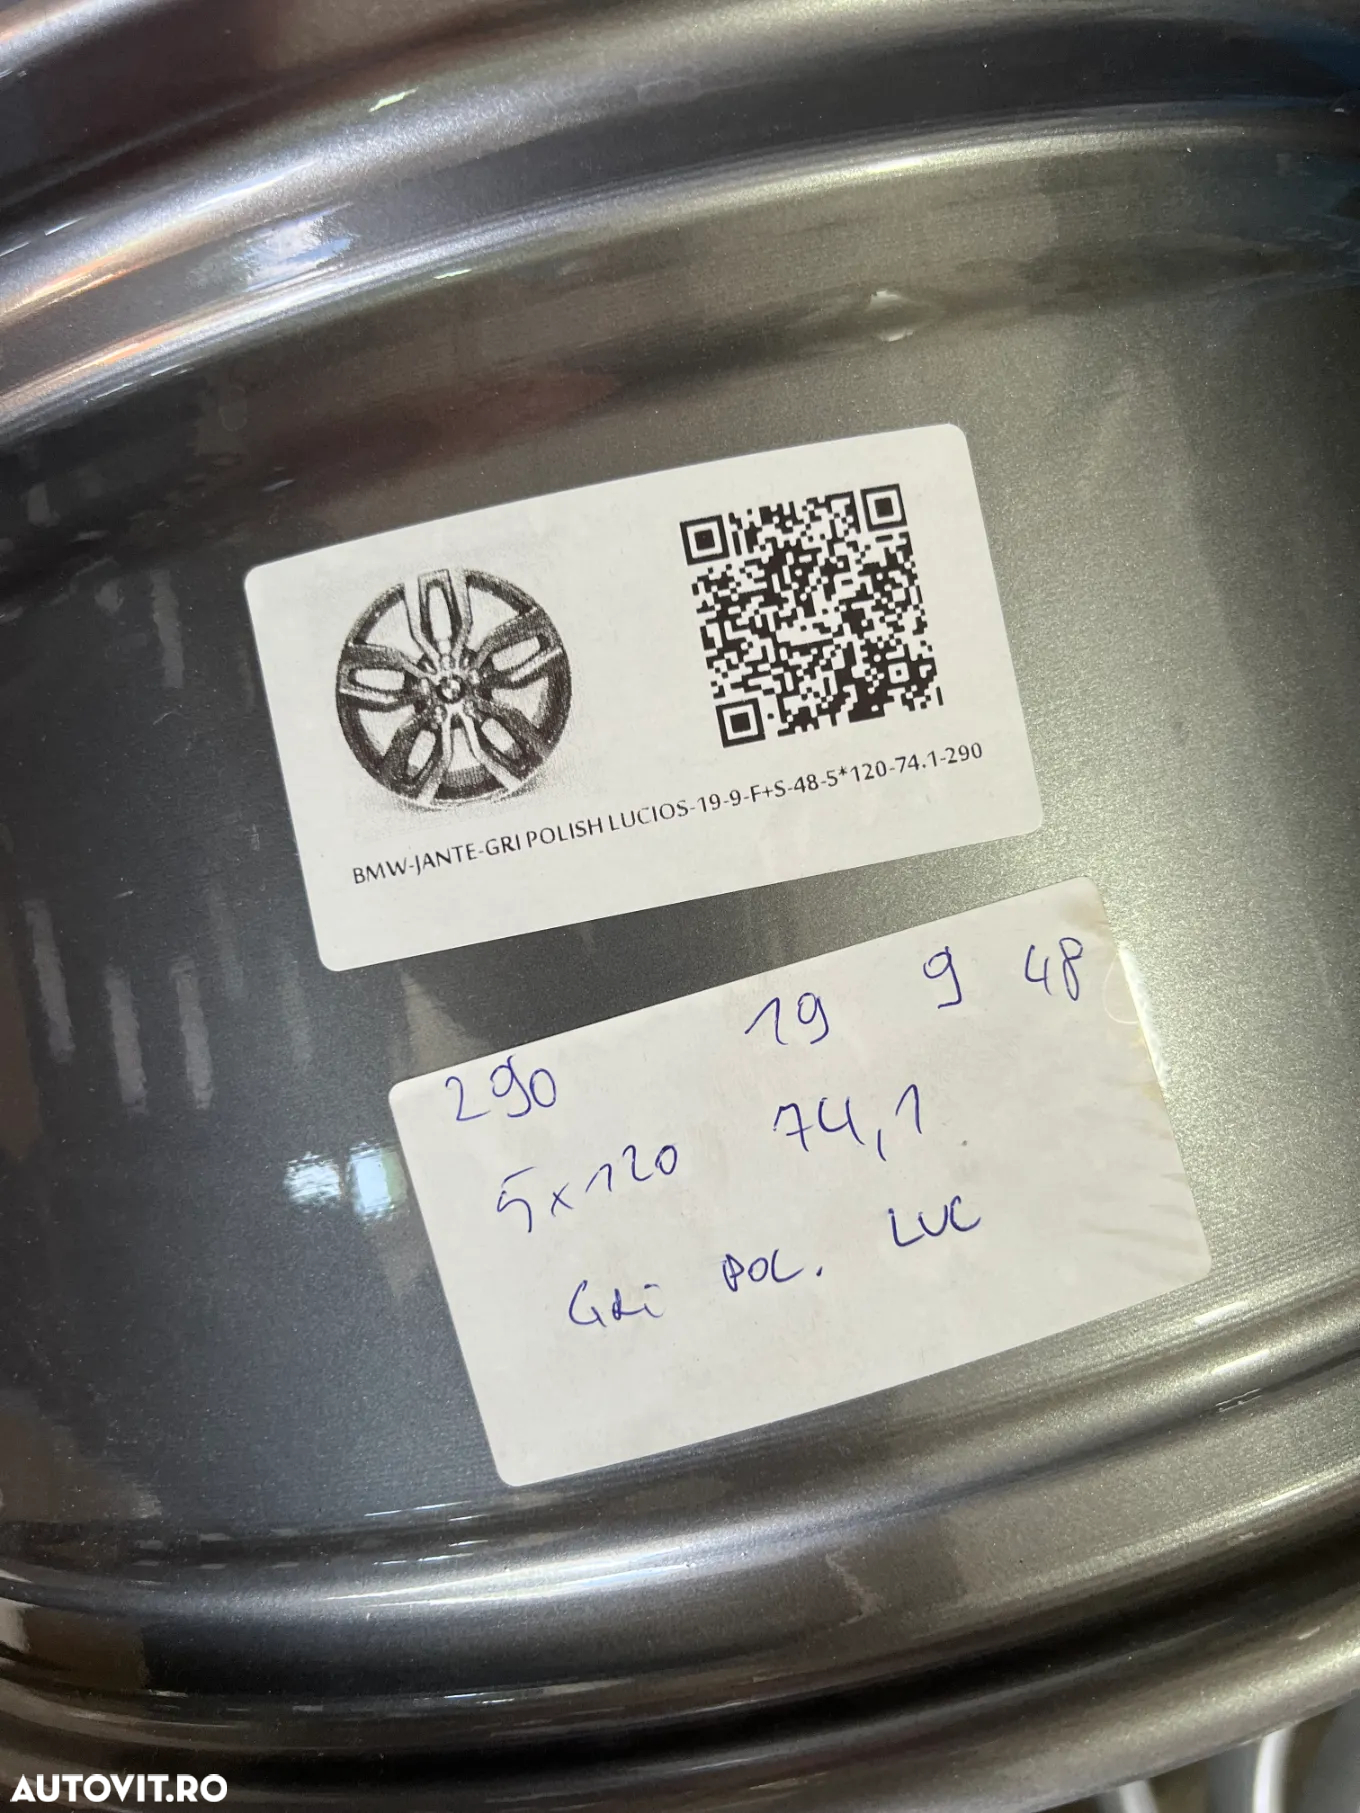 BMW-JANTE-GRI POLISH LUCIOS-19-9-F+S-48-5*120-74.1-290
290 19 9 48
5x120 74,1
GRi POL. LUC
AUTOVIT.RO